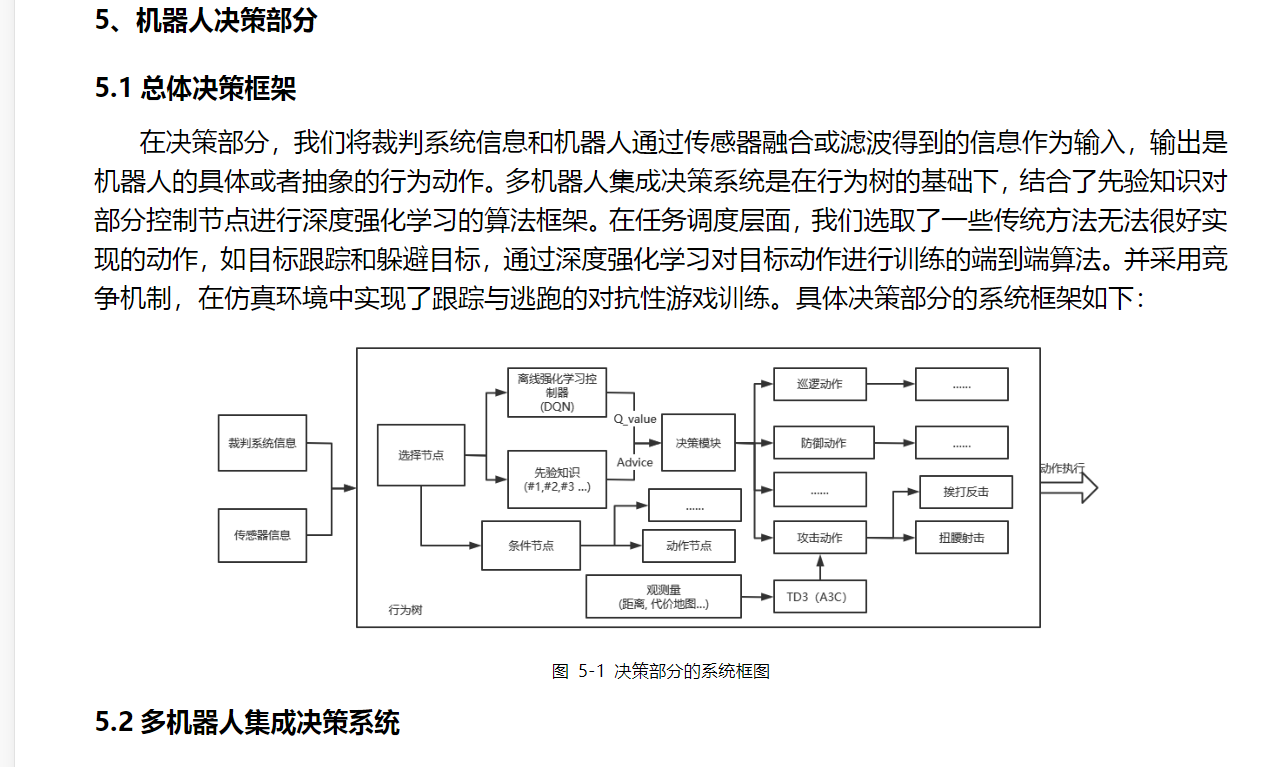 5、机器人决策部分
5.1 总体决策框架
在决策部分，我们将裁判系统信息和机器人通过传感器融合或滤波得到的信息作为输入，输出是
机器人的具体或者抽象的行为动作。多机器人集成决策系统是在行为树的基础下，结合了先验知识对
部分控制节点进行深度强化学习的算法框架。在任务调度层面，我们选取了一些传统方法无法很好实
现的动作，如目标跟踪和躲避目标，通过深度强化学习对目标动作进行训练的端到端算法。并采用竞
争机制，在仿真环境中实现了跟踪与逃跑的对抗性游戏训练。具体决策部分的系统框架如下：
裁判系统信息
传感器信息
选择节点
离线强化学习控
制器
(DQN)
先验知识
(#1,#2,#3 ...)
Q_value
Advice
决策模块
条件节点
......
动作节点
观测量
(距离, 代价地图...)
TD3（A3C）
巡逻动作
......
防御动作
......
......
攻击动作
挨打反击
扭腰射击
动作执行
行为树
图 5-1 决策部分的系统框图
5.2 多机器人集成决策系统